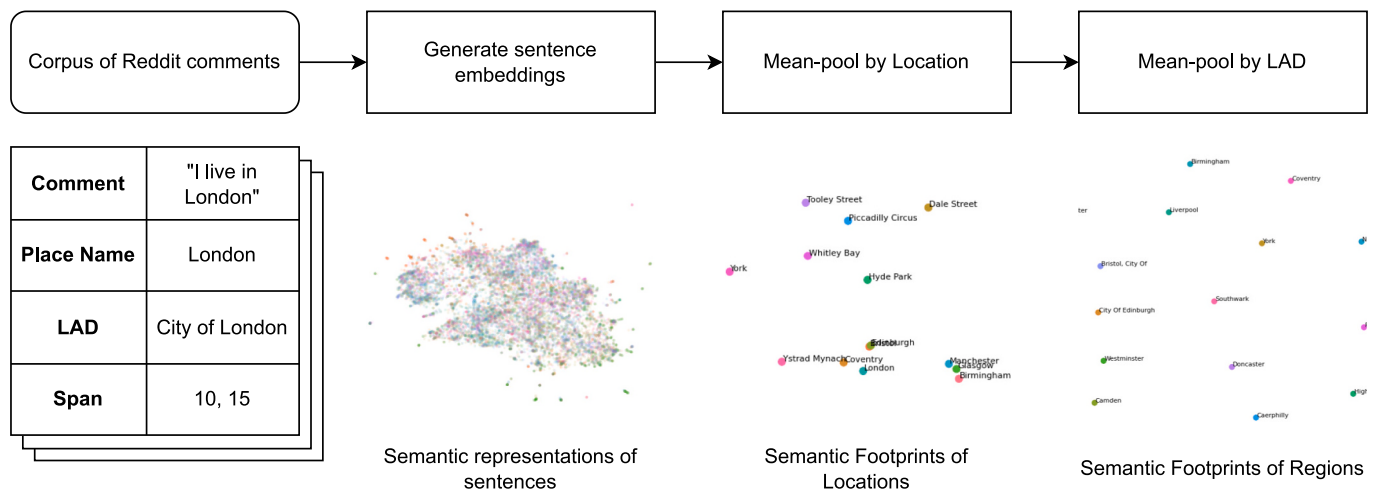 Corpus of Reddit comments
Generate sentence
embeddings
Mean-pool by Location
Mean-pool by LAD
Comment
"I live in
London"
Place Name
London
LAD
City of London
Span
10, 15
Tooley Street
Dale Street
Piccadilly Circus
Whitley Bay
York
Hyde Park
Edinburgh
Ystrad Mynach
Coventry
London
Manchester
Glasgow
Birmingham
Birmingham
Coventry
ter
Liverpool
York
N
Bristol, City Of
Southwark
City Of Edinburgh
Westminster
Doncaster
High
Camden
Caerphilly
Semantic representations of
sentences
Semantic Footprints of
Locations
Semantic Footprints of Regions